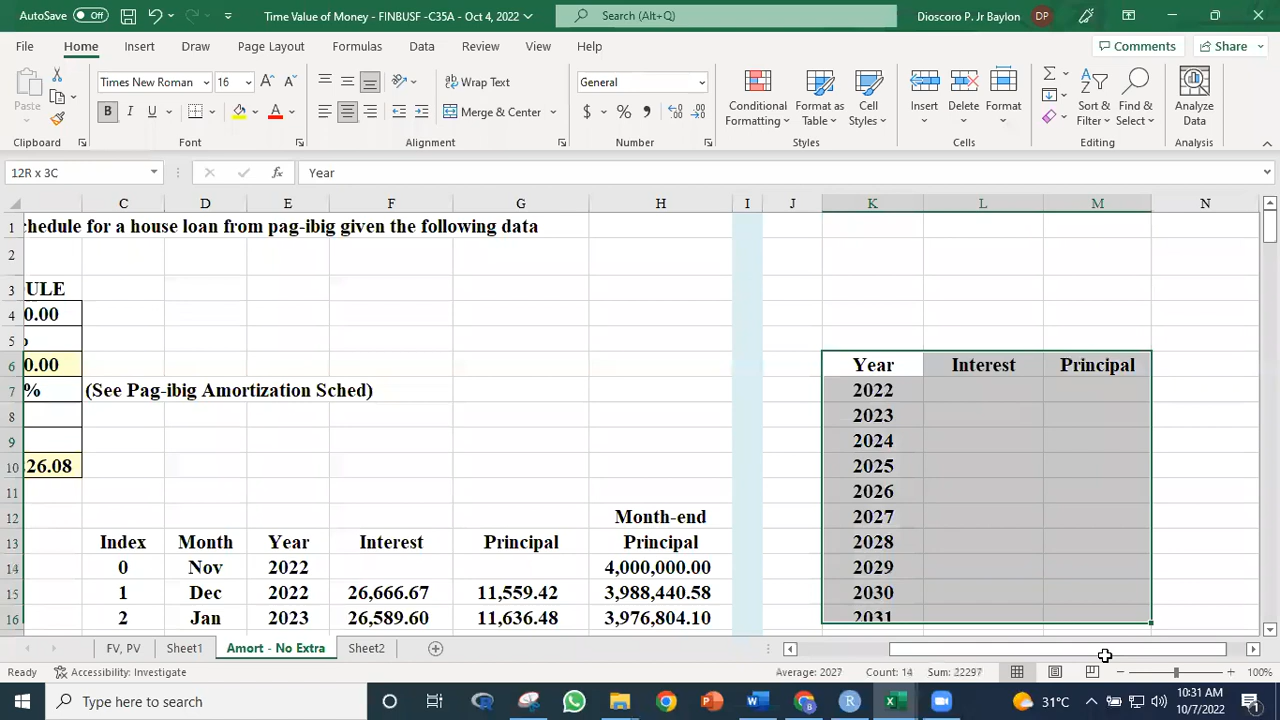 AutoSave Off Time Value of Money - FINBUSF -C35A - Oct 4, 2022 Search (Alt+Q) Dioscoro P. Jr Baylon DP
File Home Insert Draw Page Layout Formulas Data Review View Help Comments Share
Times New Roman 16 Wrap Text General
Paste B I U A Merge & Center $ % Conditional Formatting Format as Table Cell Styles Insert Delete Format Sort & Filter Find & Select Analyze Data
Clipboard Font Alignment Number Styles Cells Editing Analysis
12R x 3C fx Year
C D E F G H I J K L M N
1 chedule for a house loan from pag-ibig given the following data
2
3 ULE
4 0.00
5
6 0.00 Year Interest Principal
7 % (See Pag-ibig Amortization Sched) 2022
8 2023
9 2024
10 26.08 2025
11 2026
12 Month-end 2027
13 Index Month Year Interest Principal Principal 2028
14 0 Nov 2022 4,000,000.00 2029
15 1 Dec 2022 26,666.67 11,559.42 3,988,440.58 2030
16 2 Jan 2023 26,589.60 11,636.48 3,976,804.10 2031
FV, PV Sheet1 Amort - No Extra Sheet2
Ready Accessibility: Investigate Average: 2027 Count: 14 Sum: 22297 100%
Type here to search 31°C 10:31 AM
10/7/2022